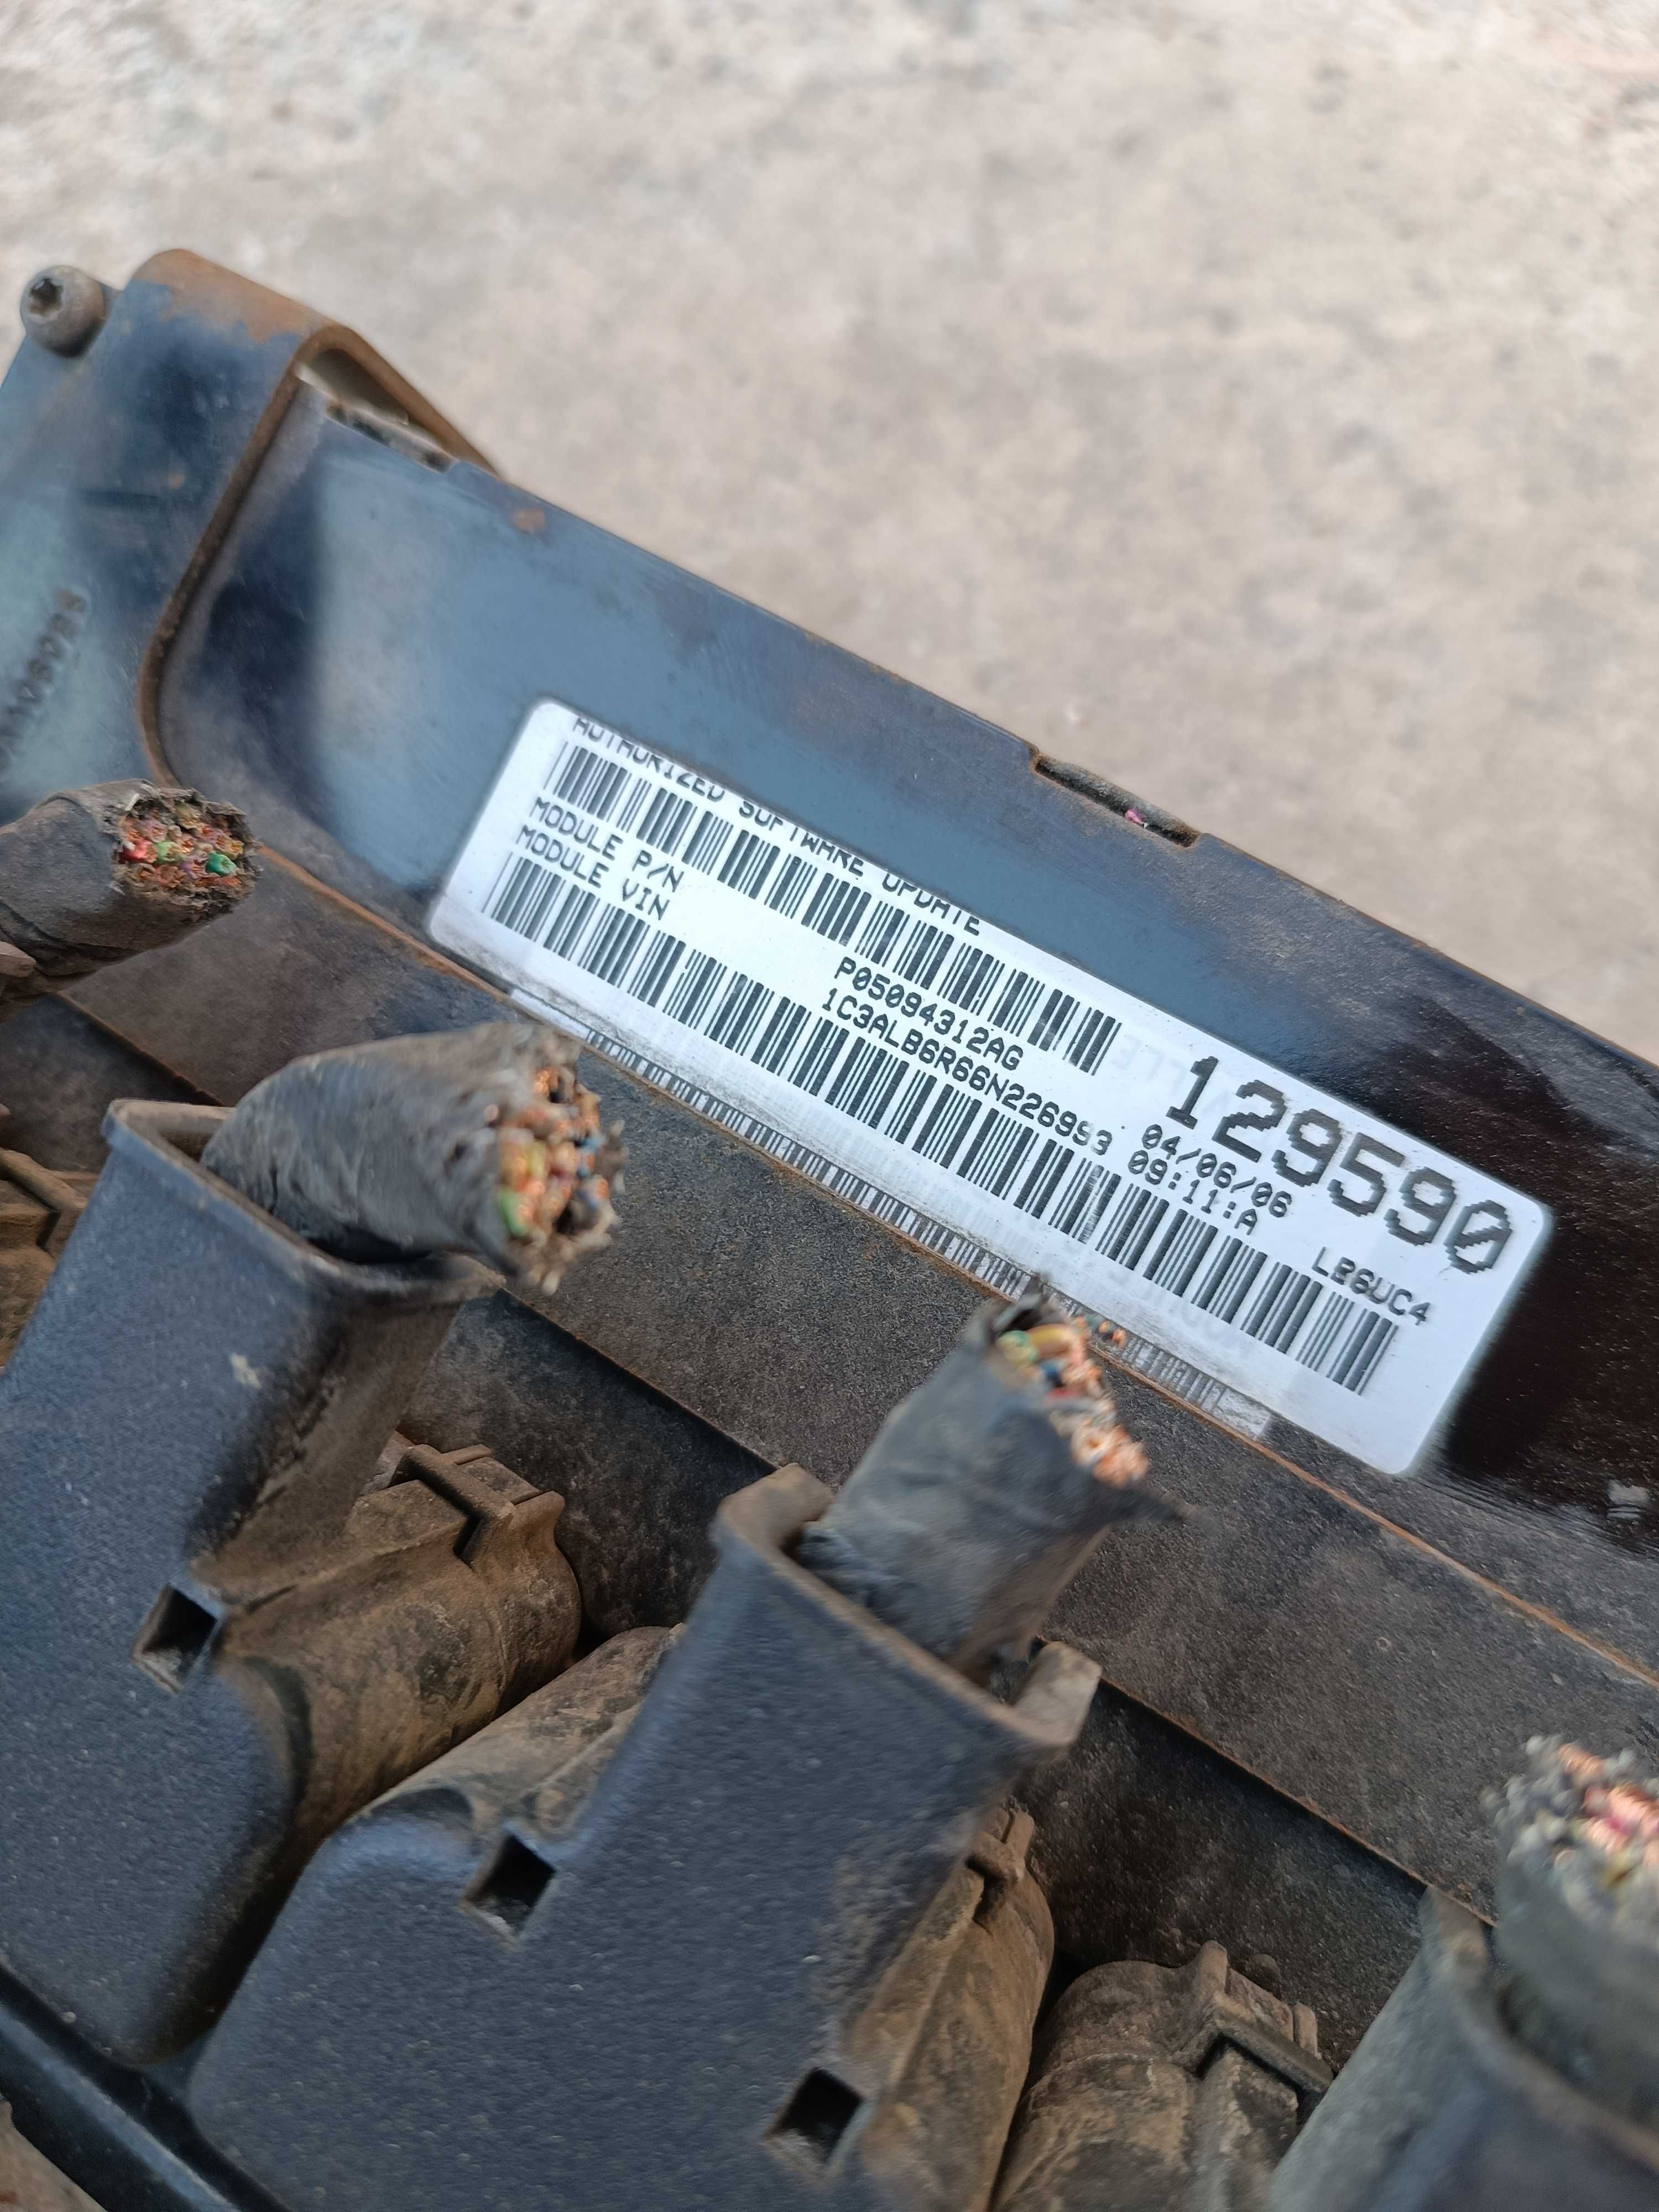 AUTHORIZED SOFTWARE UPDATE
129590
MODULE P/N P05094312AG 04/06/06
MODULE VIN 1C3ALB6R66N226993 09:11:A
LB6UC4